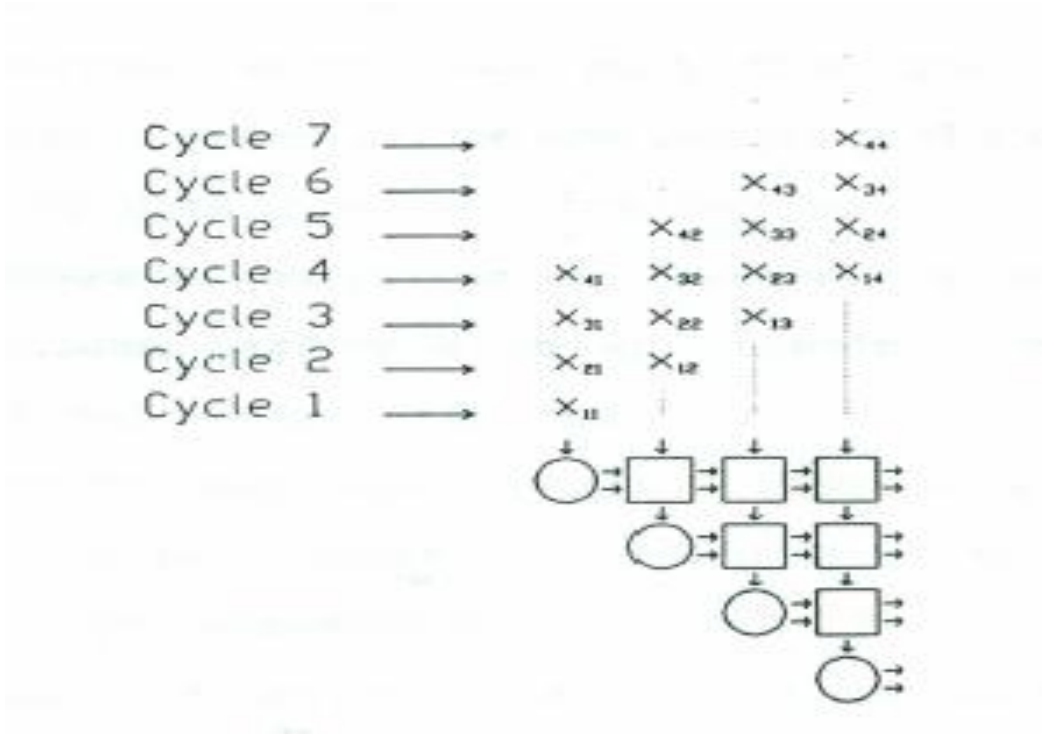 Cycle 7 X44
Cycle 6 X43 X34
Cycle 5 X42 X33 X24
Cycle 4 X41 X32 X23 X14
Cycle 3 X31 X22 X13
Cycle 2 X21 X12
Cycle 1 X11